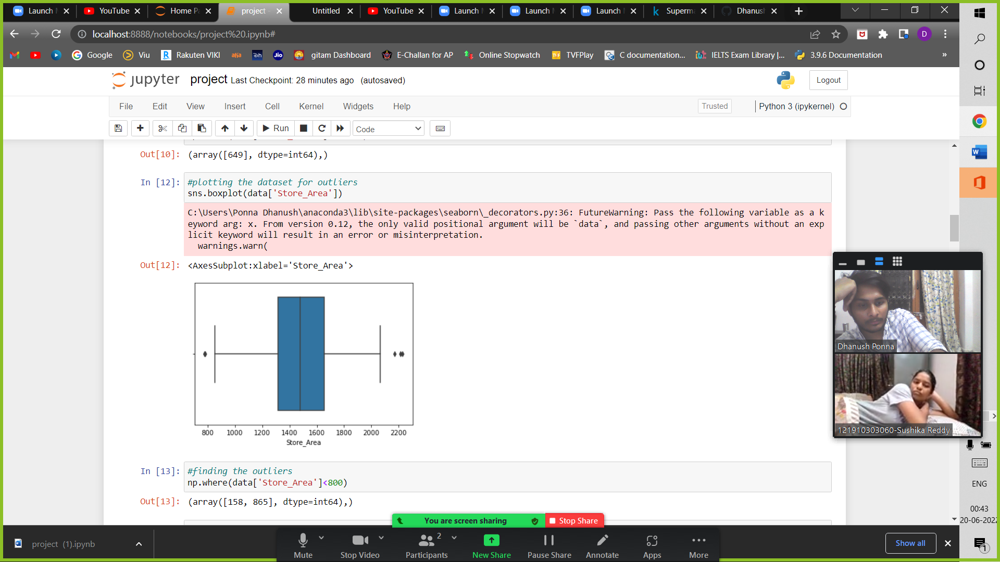 Launch
YouTube
Home P
project
Untitled
YouTube
Launch
Launch
Launch
Superma
Dhanus
localhost:8888/notebooks/project%20.ipynb#
D
Google
Viu
Rakuten VIKI
aha
Jio
gitam Dashboard
E-Challan for AP
Online Stopwatch
TVFPlay
C documentation...
IELTS Exam Library |...
3.9.6 Documentation
»
jupyter project Last Checkpoint: 28 minutes ago (autosaved)
Logout
File Edit View Insert Cell Kernel Widgets Help
Trusted
Python 3 (ipykernel)
Run
Code
Out[10]: (array([649], dtype=int64),)
In [12]: #plotting the dataset for outliers
sns.boxplot(data['Store_Area'])
C:\Users\Ponna Dhanush\anaconda3\lib\site-packages\seaborn\_decorators.py:36: FutureWarning: Pass the following variable as a k
eyword arg: x. From version 0.12, the only valid positional argument will be `data`, and passing other arguments without an exp
licit keyword will result in an error or misinterpretation.
warnings.warn(
Out[12]: <AxesSubplot:xlabel='Store_Area'>
800 1000 1200 1400 1600 1800 2000 2200
Store_Area
In [13]: #finding the outliers
np.where(data['Store_Area']<800)
Out[13]: (array([158, 865], dtype=int64),)
Dhanush Ponna
121910303060-Sushika Reddy
You are screen sharing
Stop Share
Mute
Stop Video
2
Participants
New Share
Pause Share
Annotate
Apps
More
project (1).ipynb
Show all
W
ENG
00:43
20-06-2022
1